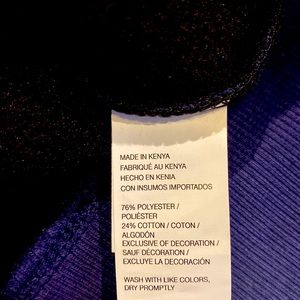 MADE IN KENYA
FABRIQUÉ AU KENYA
HECHO EN KENIA
CON INSUMOS IMPORTADOS
76% POLYESTER /
POLIÉSTER
24% COTTON / COTON /
ALGODÓN
EXCLUSIVE OF DECORATION /
SAUF DÉCORATION /
EXCLUYE LA DECORACIÓN
WASH WITH LIKE COLORS,
DRY PROMPTLY